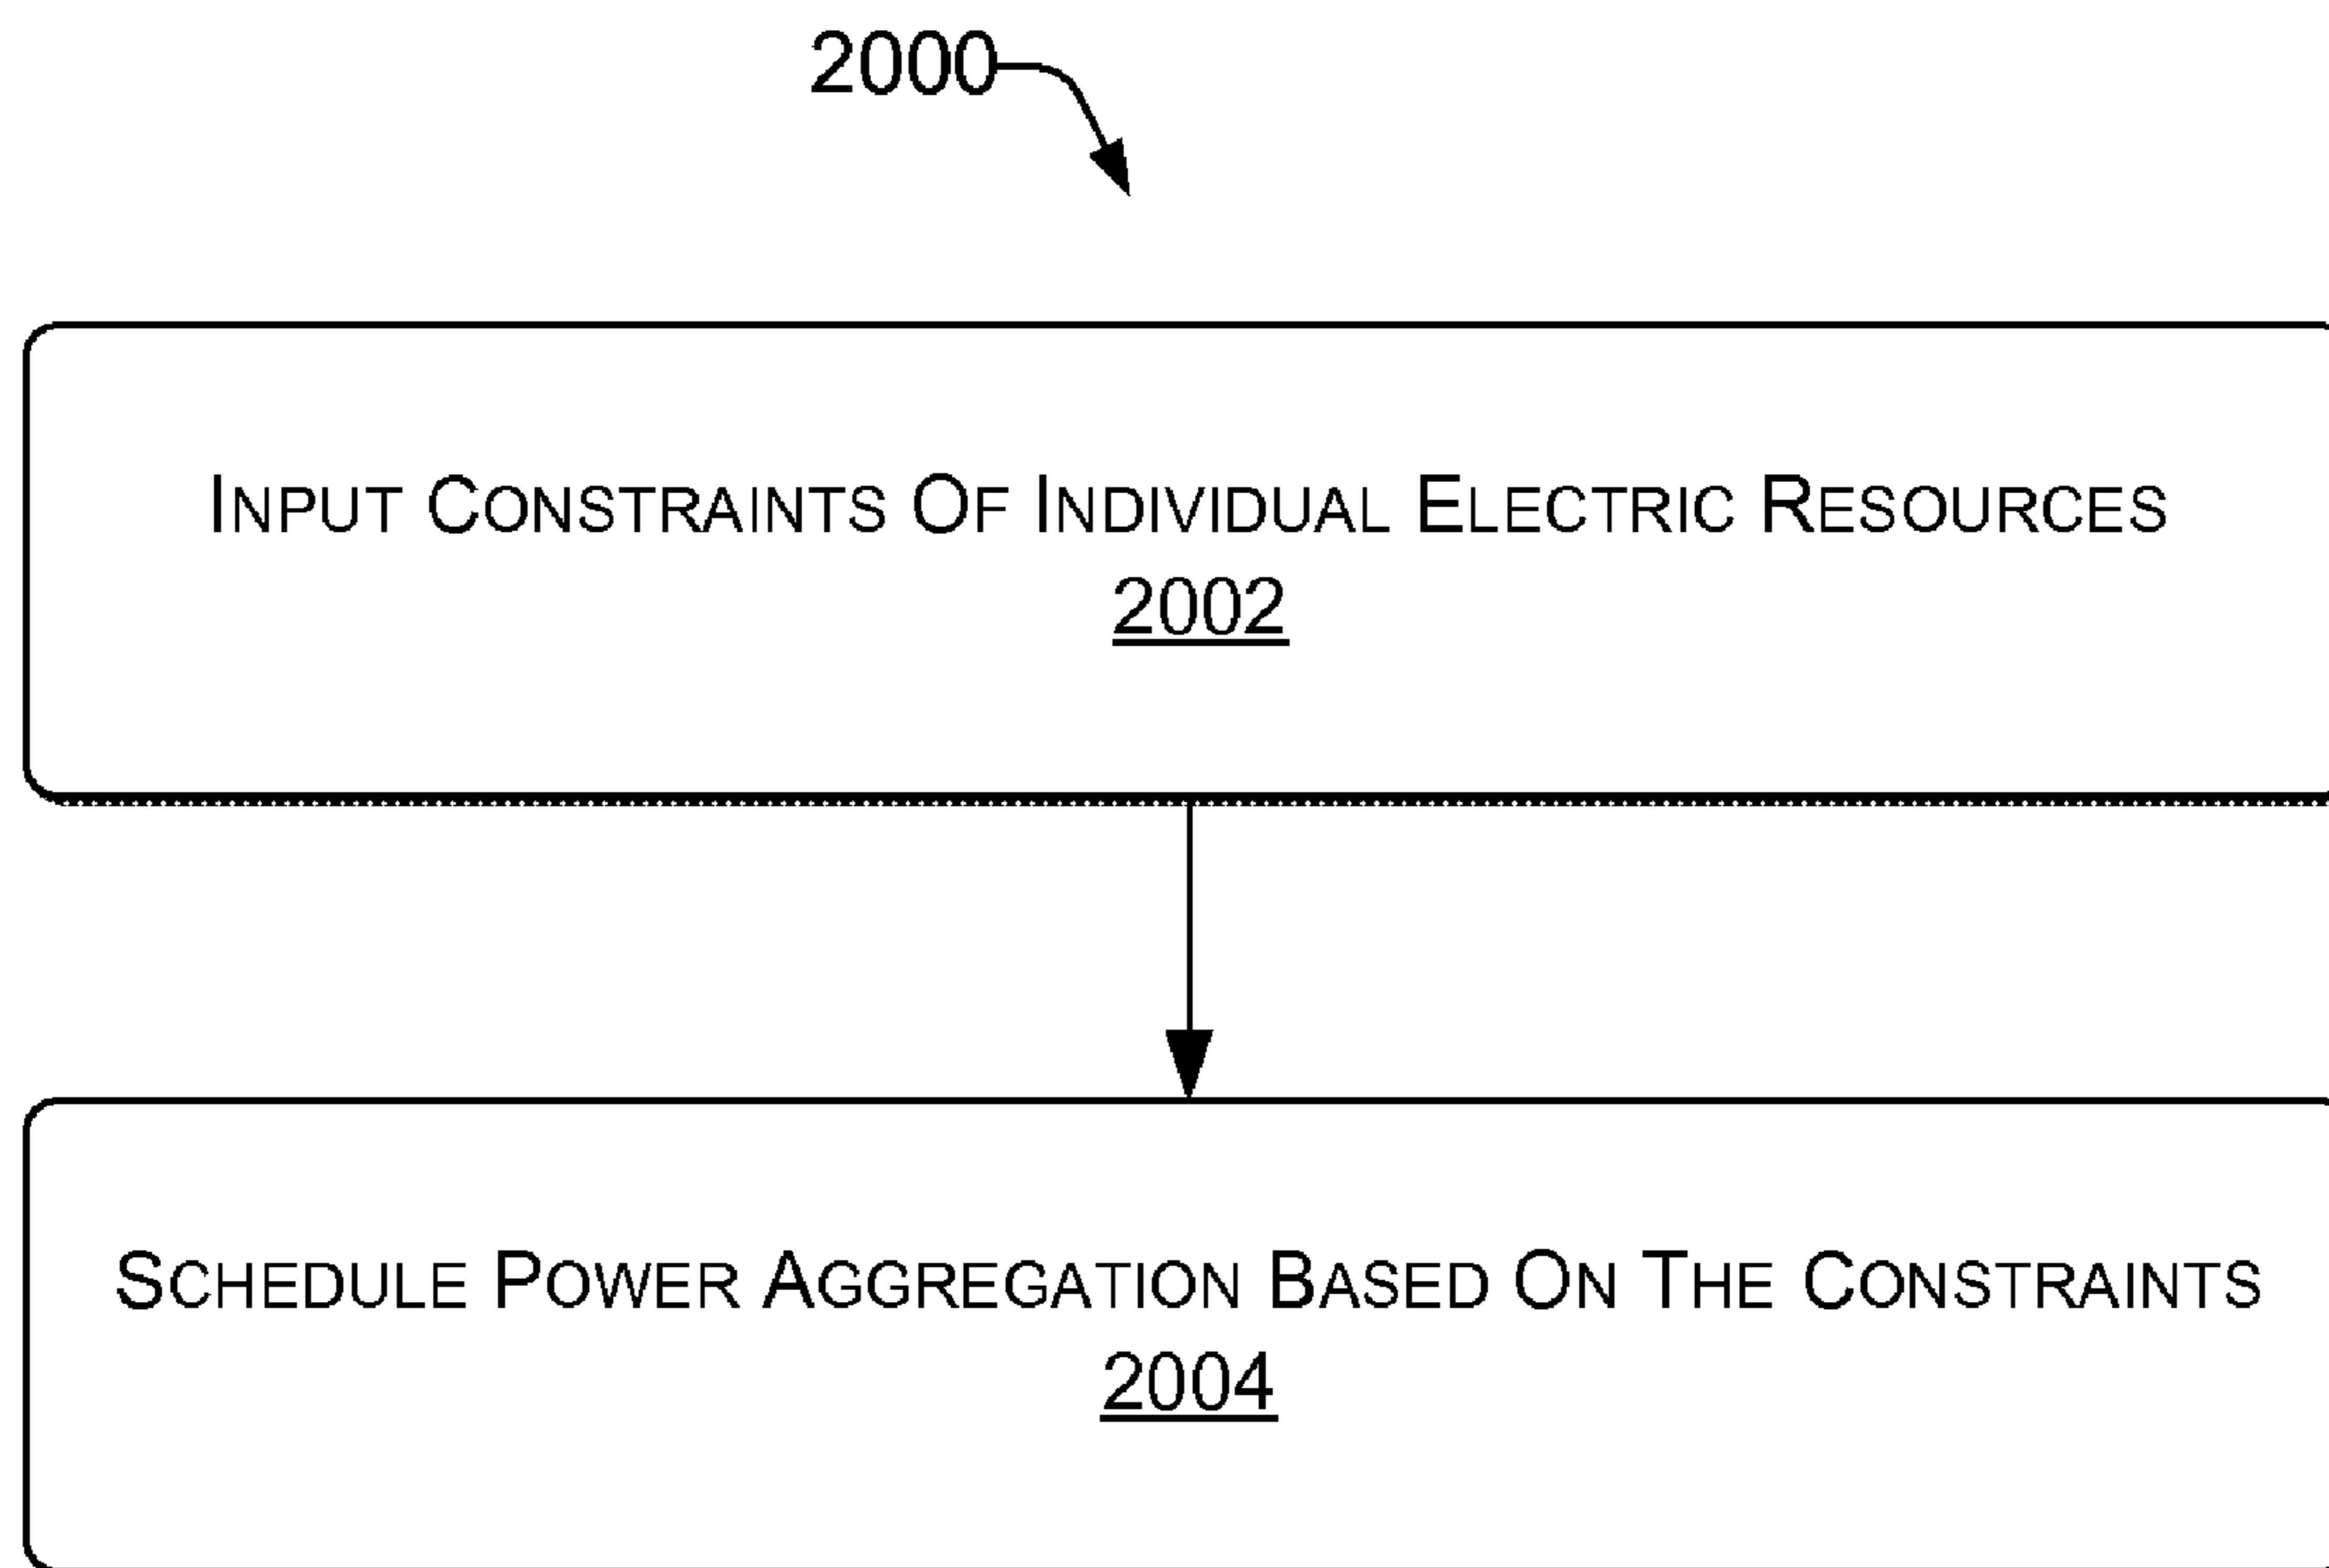 2000
INPUT CONSTRAINTS OF INDIVIDUAL ELECTRIC RESOURCES
2002
SCHEDULE POWER AGGREGATION BASED ON THE CONSTRAINTS
2004